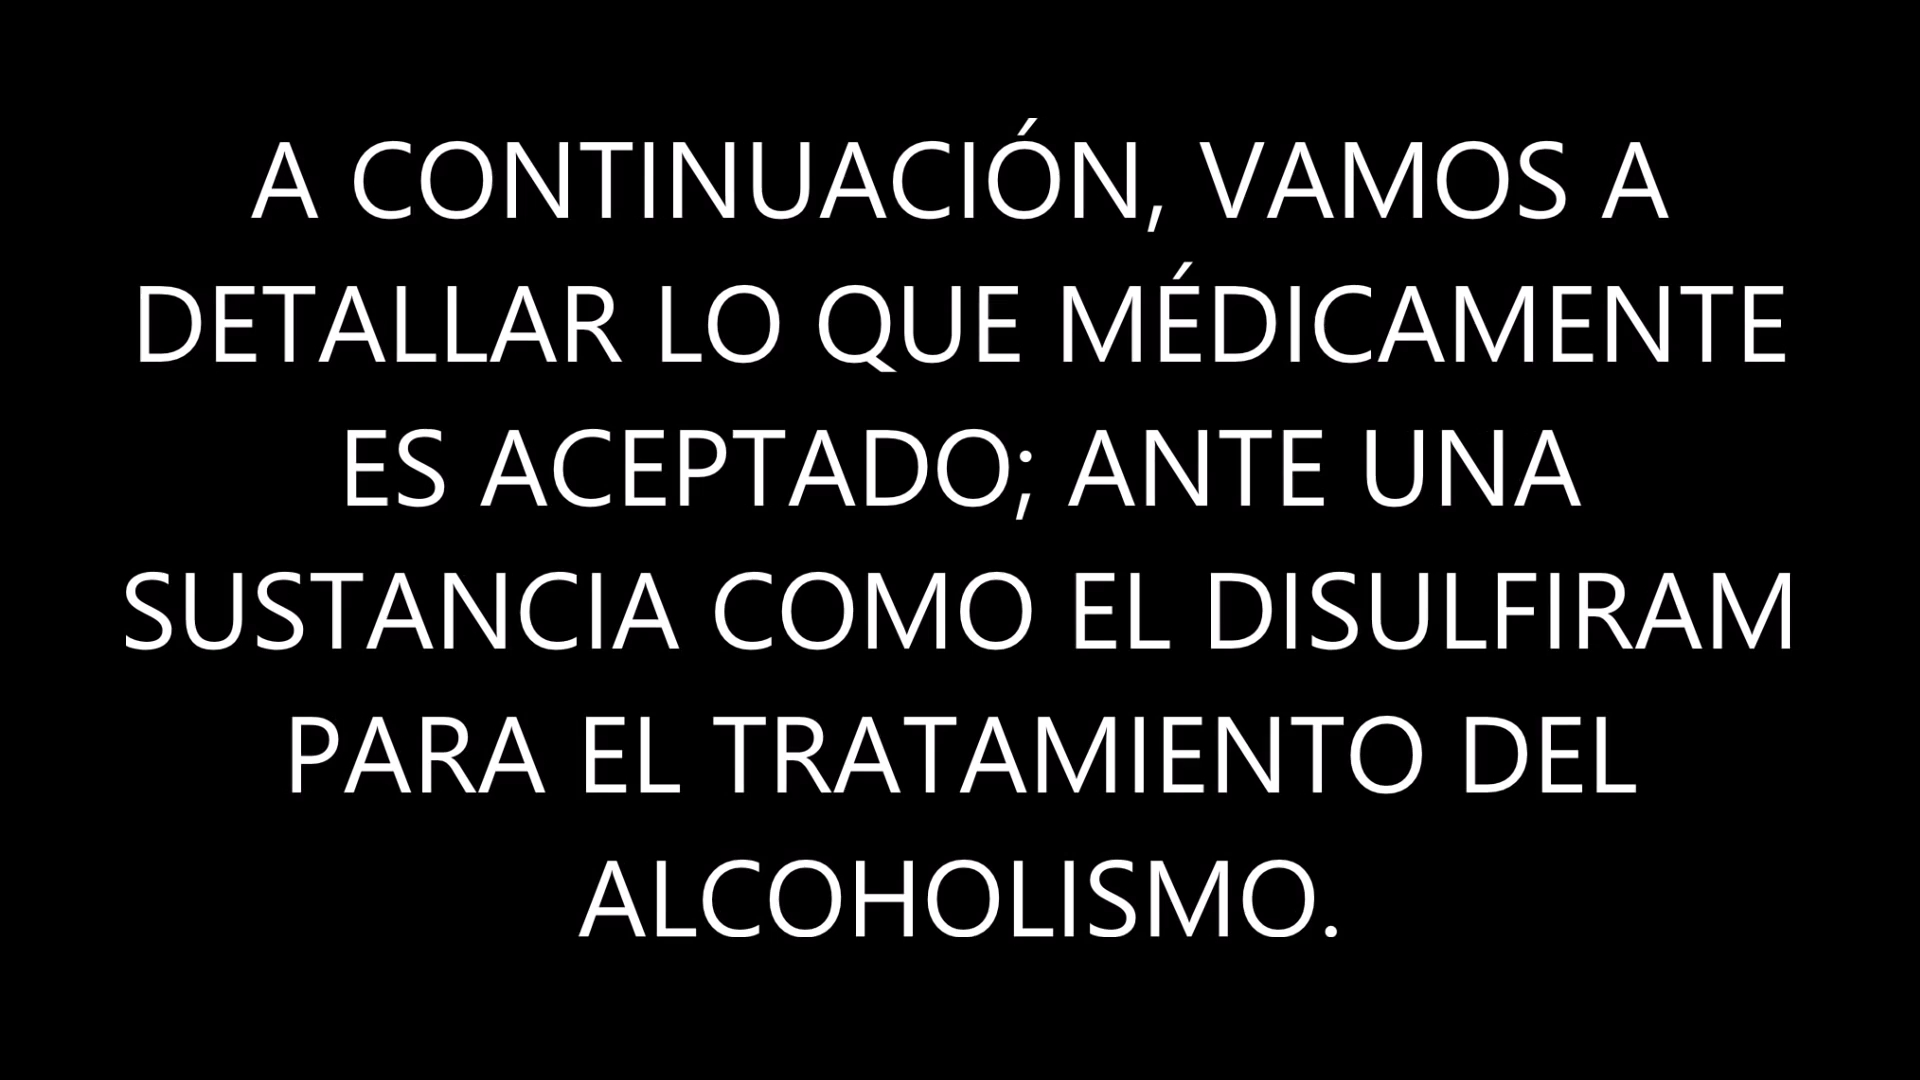 A CONTINUACIÓN, VAMOS A
DETALLAR LO QUE MÉDICAMENTE
ES ACEPTADO; ANTE UNA
SUSTANCIA COMO EL DISULFIRAM
PARA EL TRATAMIENTO DEL
ALCOHOLISMO.